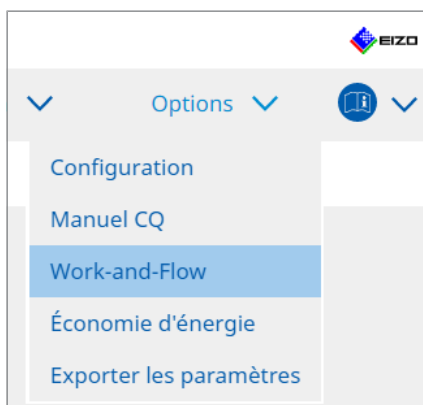 EIZO
Options
Configuration
Manuel CQ
Work-and-Flow
Économie d'énergie
Exporter les paramètres